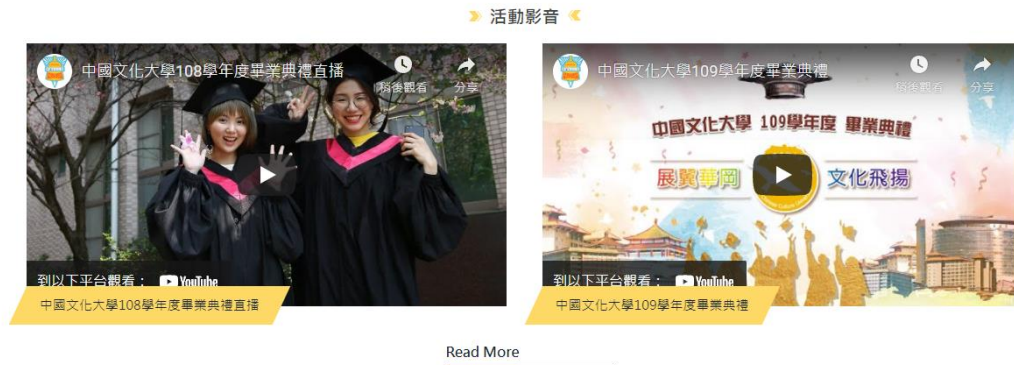 活動影音
中國文化大學108學年度畢業典禮直播
稍後觀看
分享
到以下平台觀看：
YouTube
中國文化大學108學年度畢業典禮直播
中國文化大學109學年度畢業典禮
稍後觀看
分享
中國文化大學 109學年度 畢業典禮
展翼華岡
文化飛揚
到以下平台觀看：
YouTube
中國文化大學109學年度畢業典禮
Read More